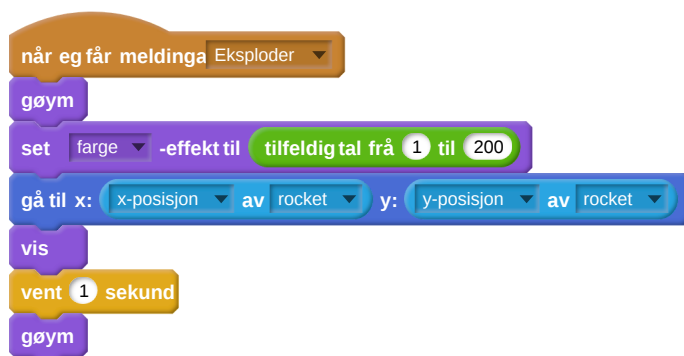 når eg får meldinga Eksploder
gøym
set farge -effekt til tilfeldig tal frå 1 til 200
gå til x: x-posisjon av rocket y: y-posisjon av rocket
vis
vent 1 sekund
gøym